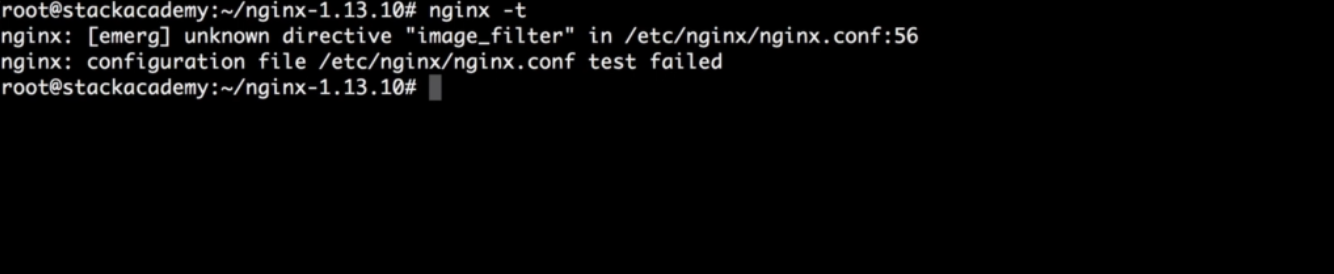 root@stackacademy:~/nginx-1.13.10# nginx -t
nginx: [emerg] unknown directive "image_filter" in /etc/nginx/nginx.conf:56
nginx: configuration file /etc/nginx/nginx.conf test failed
root@stackacademy:~/nginx-1.13.10#